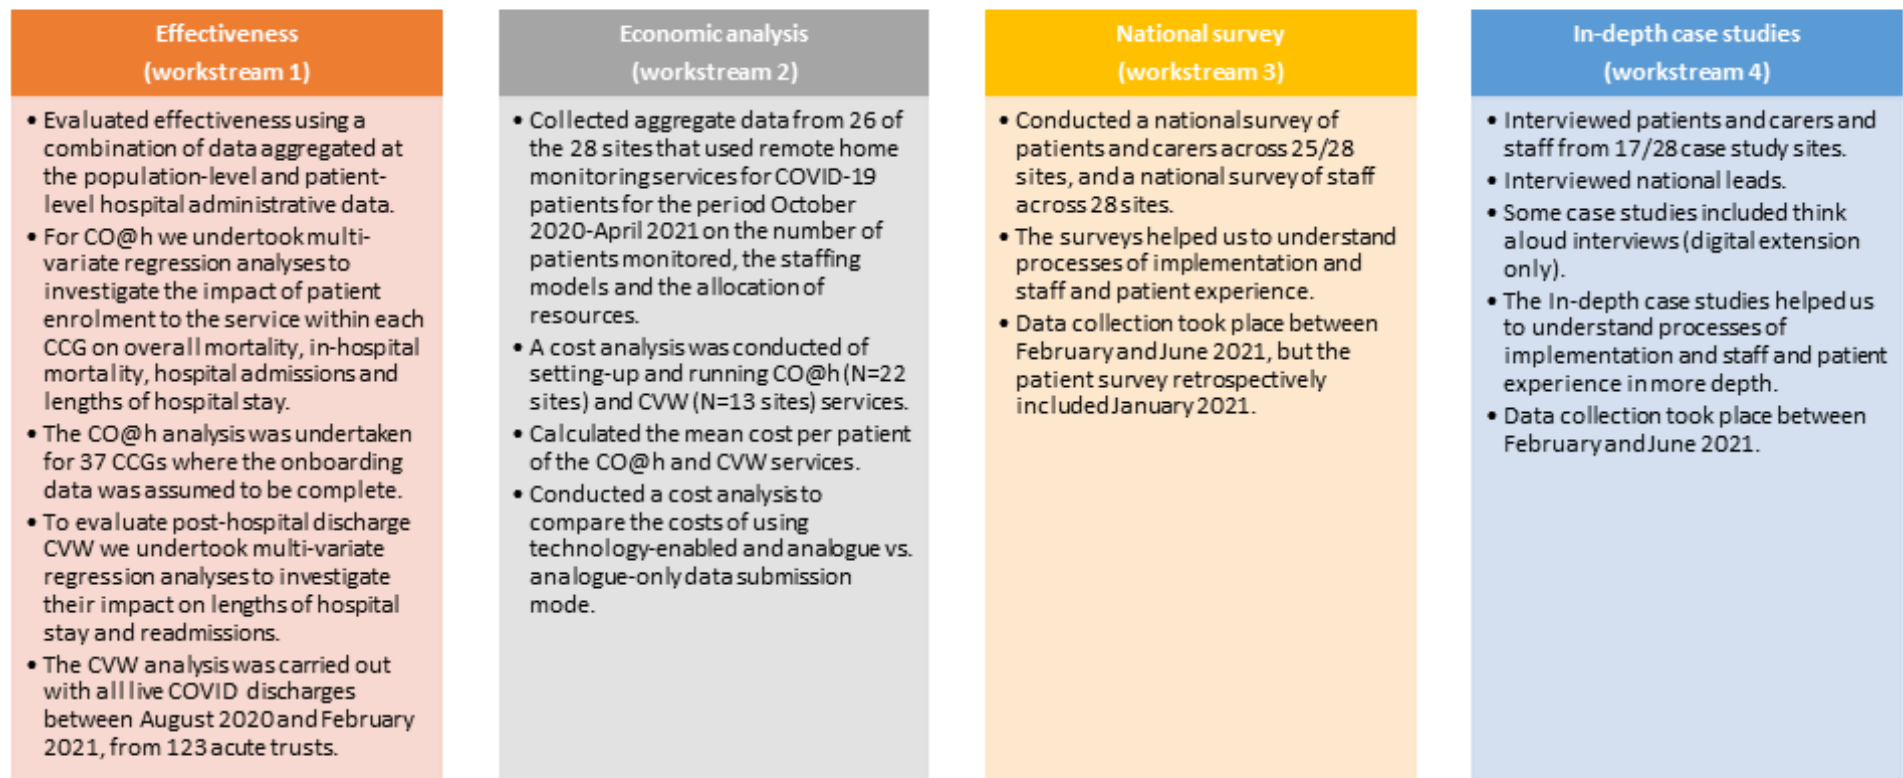 Effectiveness
(workstream 1)
• Evaluated effectiveness using a
combination of data aggregated at
the population-level and patient-
level hospital administrative data.
• For CO@h we undertook multi-
variate regression analyses to
investigate the impact of patient
enrolment to the service within each
CCG on overall mortality, in-hospital
mortality, hospital admissions and
lengths of hospital stay.
• The CO@h analysis was undertaken
for 37 CCGs where the onboarding
data was assumed to be complete.
• To evaluate post-hospital discharge
CVW we undertook multi-variate
regression analyses to investigate
their impact on lengths of hospital
stay and readmissions.
• The CVW analysis was carried out
with all live COVID discharges
between August 2020 and February
2021, from 123 acute trusts.
Economic analysis
(workstream 2)
• Collected aggregate data from 26 of
the 28 sites that used remote home
monitoring services for COVID-19
patients for the period October
2020-April 2021 on the number of
patients monitored, the staffing
models and the allocation of
resources.
• A cost analysis was conducted of
setting-up and running CO@h (N=22
sites) and CVW (N=13 sites) services.
• Calculated the mean cost per patient
of the CO@h and CVW services.
• Conducted a cost analysis to
compare the costs of using
technology-enabled and analogue vs.
analogue-only data submission
mode.
National survey
(workstream 3)
• Conducted a national survey of
patients and carers across 25/28
sites, and a national survey of staff
across 28 sites.
• The surveys helped us to understand
processes of implementation and
staff and patient experience.
• Data collection took place between
February and June 2021, but the
patient survey retrospectively
included January 2021.
In-depth case studies
(workstream 4)
• Interviewed patients and carers and
staff from 17/28 case study sites.
• Interviewed national leads.
• Some case studies included think
aloud interviews (digital extension
only).
• The In-depth case studies helped us
to understand processes of
implementation and staff and patient
experience in more depth.
• Data collection took place between
February and June 2021.